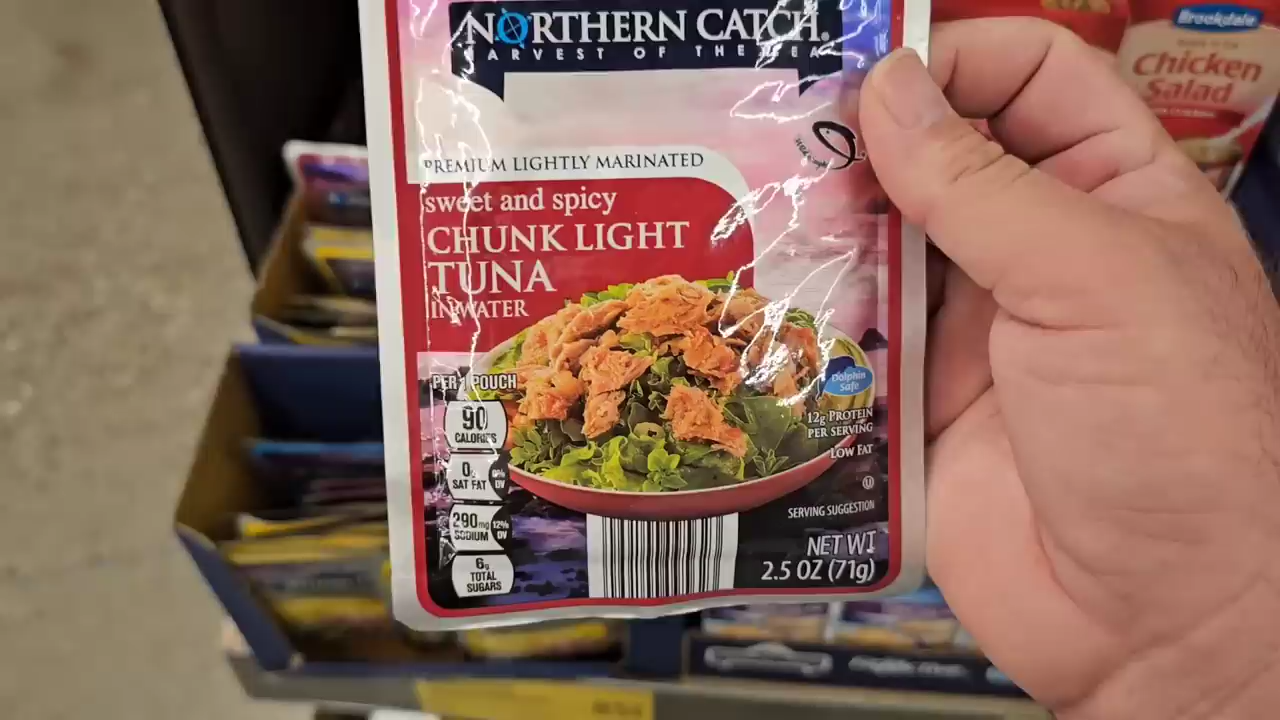 NORTHERN CATCH®
HARVEST OF THE SEA
PREMIUM LIGHTLY MARINATED
sweet and spicy
CHUNK LIGHT
TUNA
IN WATER
PER 1 POUCH
90
CALORIES
0g
SAT FAT
0%
DV
290mg
SODIUM
12%
DV
6g
TOTAL
SUGARS
Dolphin
Safe
12g PROTEIN
PER SERVING
LOW FAT
U
SERVING SUGGESTION
NET WT
2.5 OZ (71g)
Brookdale
Chicken
Salad